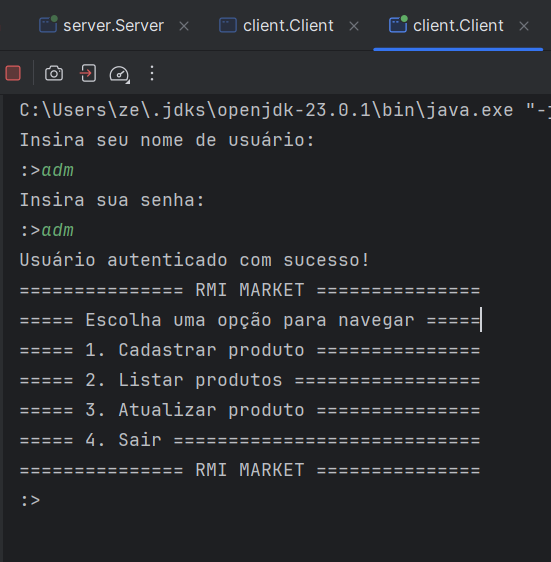 server.Server
client.Client
client.Client
C:\Users\ze\.jdks\openjdk-23.0.1\bin\java.exe "-j
Insira seu nome de usuário:
:>adm
Insira sua senha:
:>adm
Usuário autenticado com sucesso!
=============== RMI MARKET ===============
===== Escolha uma opção para navegar =====
===== 1. Cadastrar produto ===============
===== 2. Listar produtos =================
===== 3. Atualizar produto ===============
===== 4. Sair ============================
=============== RMI MARKET ===============
:>